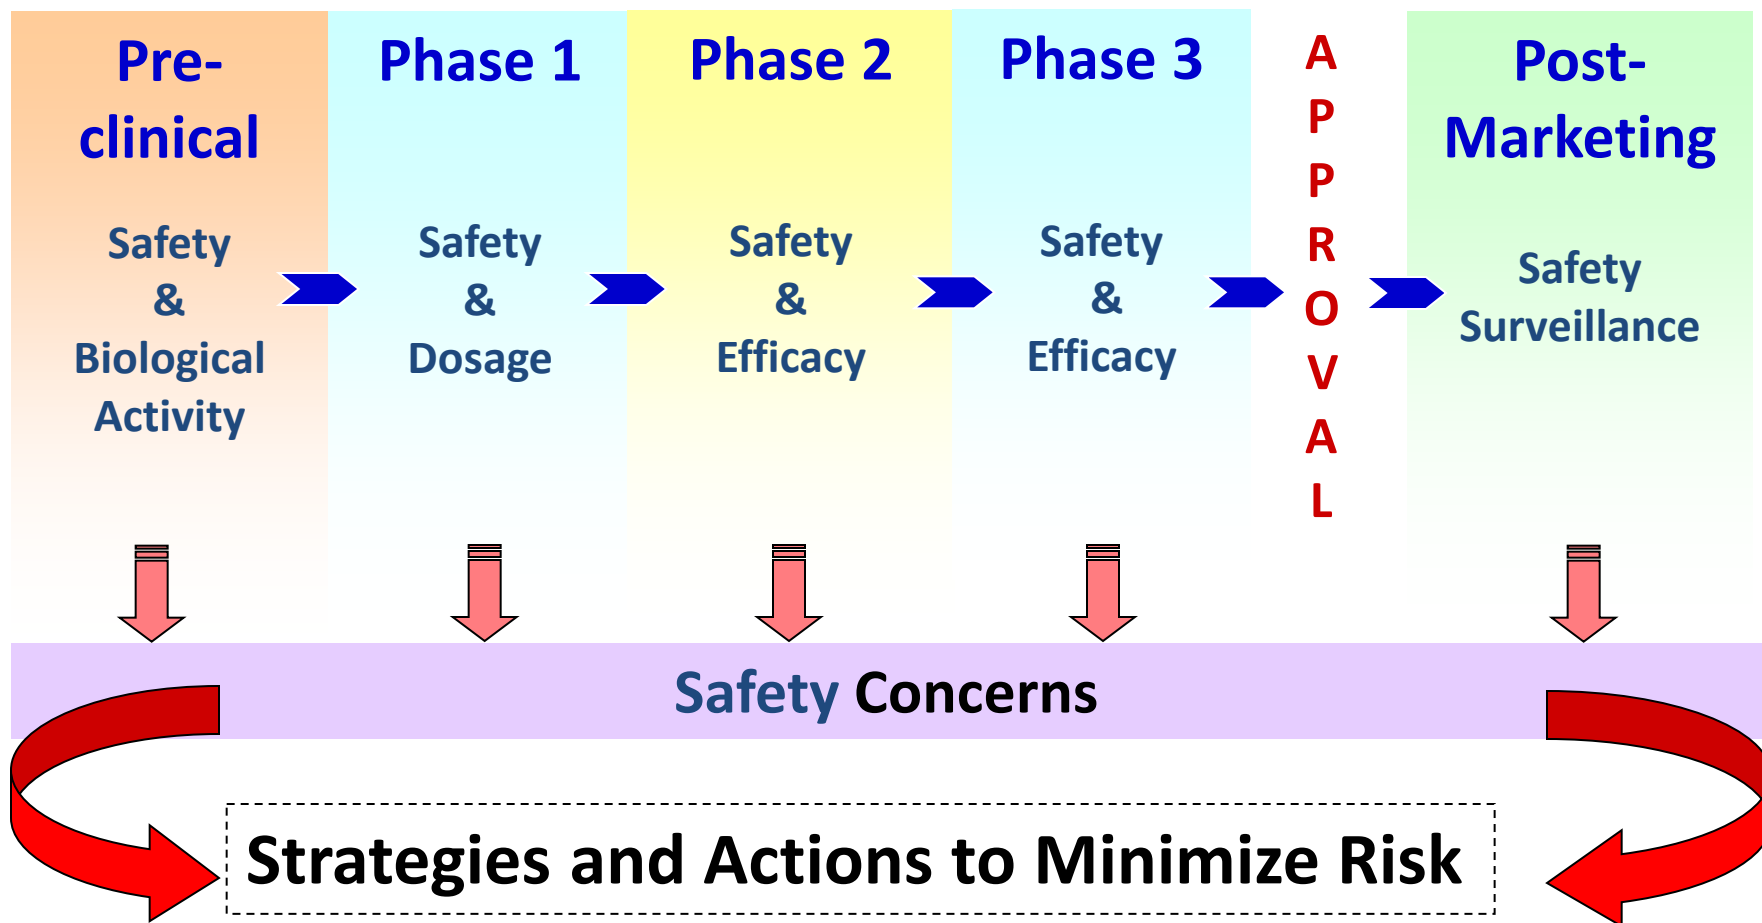 Pre-
clinical
Safety
&
Biological
Activity
Phase 1
Safety
&
Dosage
Phase 2
Safety
&
Efficacy
Phase 3
Safety
&
Efficacy
A
P
P
R
O
V
A
L
Post-
Marketing
Safety
Surveillance
Safety Concerns
Strategies and Actions to Minimize Risk